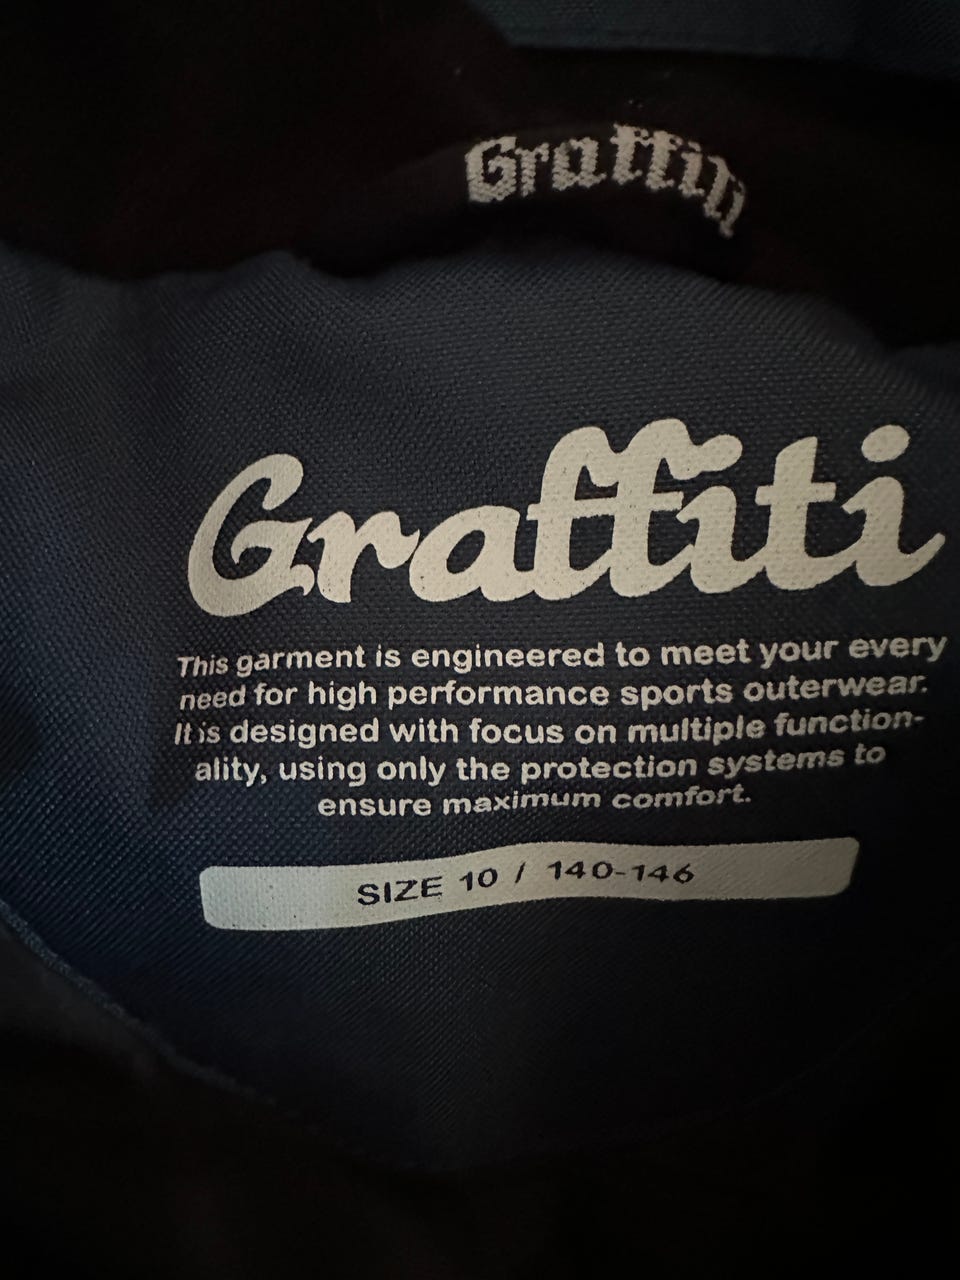 Graffiti
Graffiti
This garment is engineered to meet your every
need for high performance sports outerwear.
It is designed with focus on multiple function-
ality, using only the protection systems to
ensure maximum comfort.
SIZE 10 / 140-146